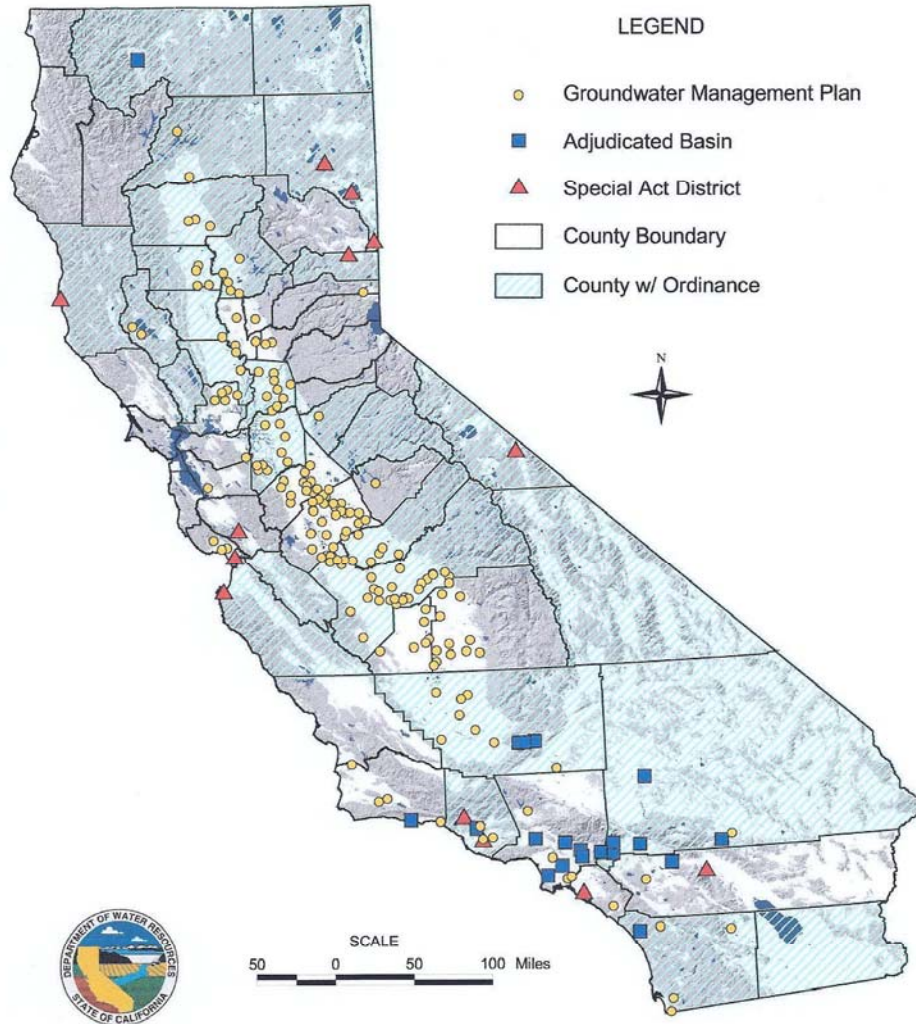 LEGEND
Groundwater Management Plan
Adjudicated Basin
Special Act District
County Boundary
County w/ Ordinance
N
SCALE
50 0 50 100 Miles
DEPARTMENT OF WATER RESOURCES
STATE OF CALIFORNIA